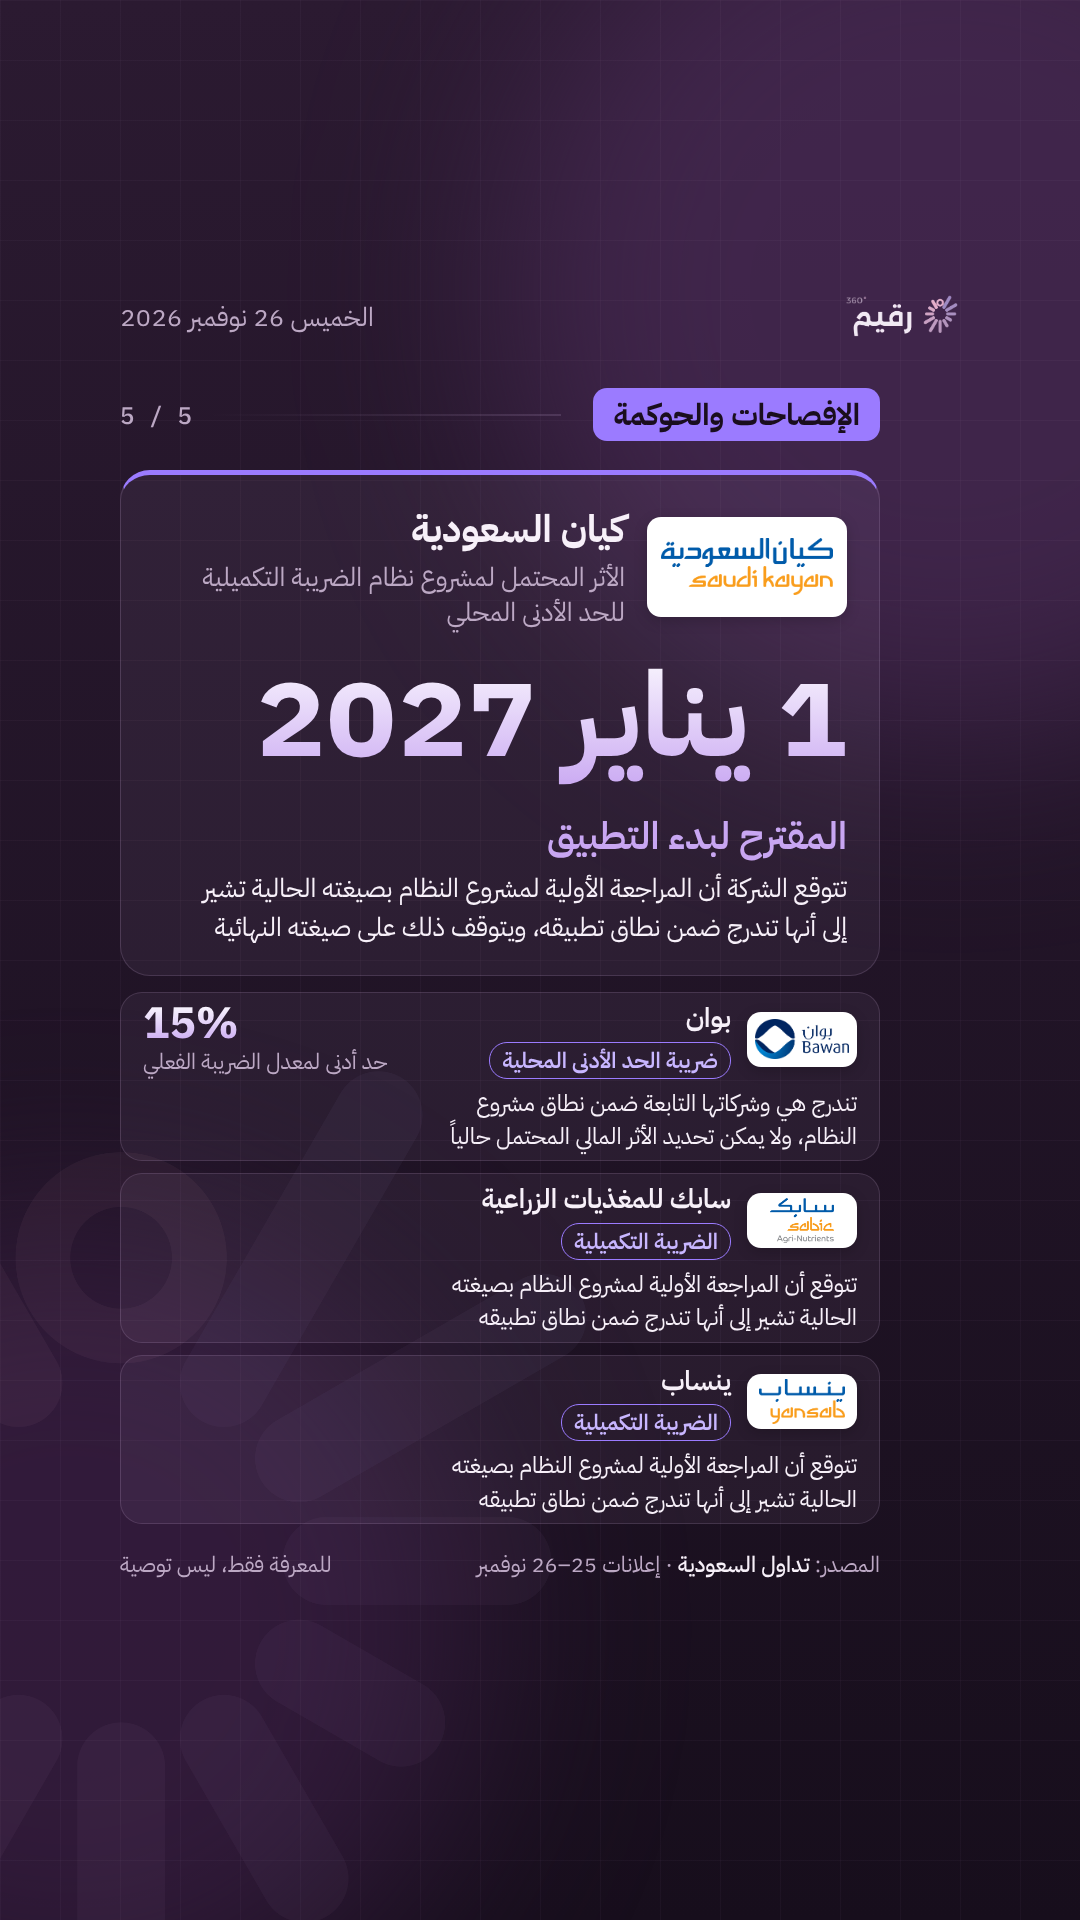 رقيم 360°
الخميس 26 نوفمبر 2026
الإفصاحات والحوكمة
5 / 5
كيان السعودية
saudi kayan
كيان السعودية
الأثر المحتمل لمشروع نظام الضريبة التكميلية
للحد الأدنى المحلي
1 يناير 2027
المقترح لبدء التطبيق
تتوقع الشركة أن المراجعة الأولية لمشروع النظام بصيغته الحالية تشير
إلى أنها تندرج ضمن نطاق تطبيقه، ويتوقف ذلك على صيغته النهائية
بوان
Bawan
بوان
ضريبة الحد الأدنى المحلية
15%
حد أدنى لمعدل الضريبة الفعلي
تندرج هي وشركاتها التابعة ضمن نطاق مشروع
النظام، ولا يمكن تحديد الأثر المالي المحتمل حالياً
سابك
sabic
Agri-Nutrients
سابك للمغذيات الزراعية
الضريبة التكميلية
تتوقع أن المراجعة الأولية لمشروع النظام بصيغته
الحالية تشير إلى أنها تندرج ضمن نطاق تطبيقه
ينساب
yansab
ينساب
الضريبة التكميلية
تتوقع أن المراجعة الأولية لمشروع النظام بصيغته
الحالية تشير إلى أنها تندرج ضمن نطاق تطبيقه
المصدر: تداول السعودية · إعلانات 25–26 نوفمبر
للمعرفة فقط، ليس توصية